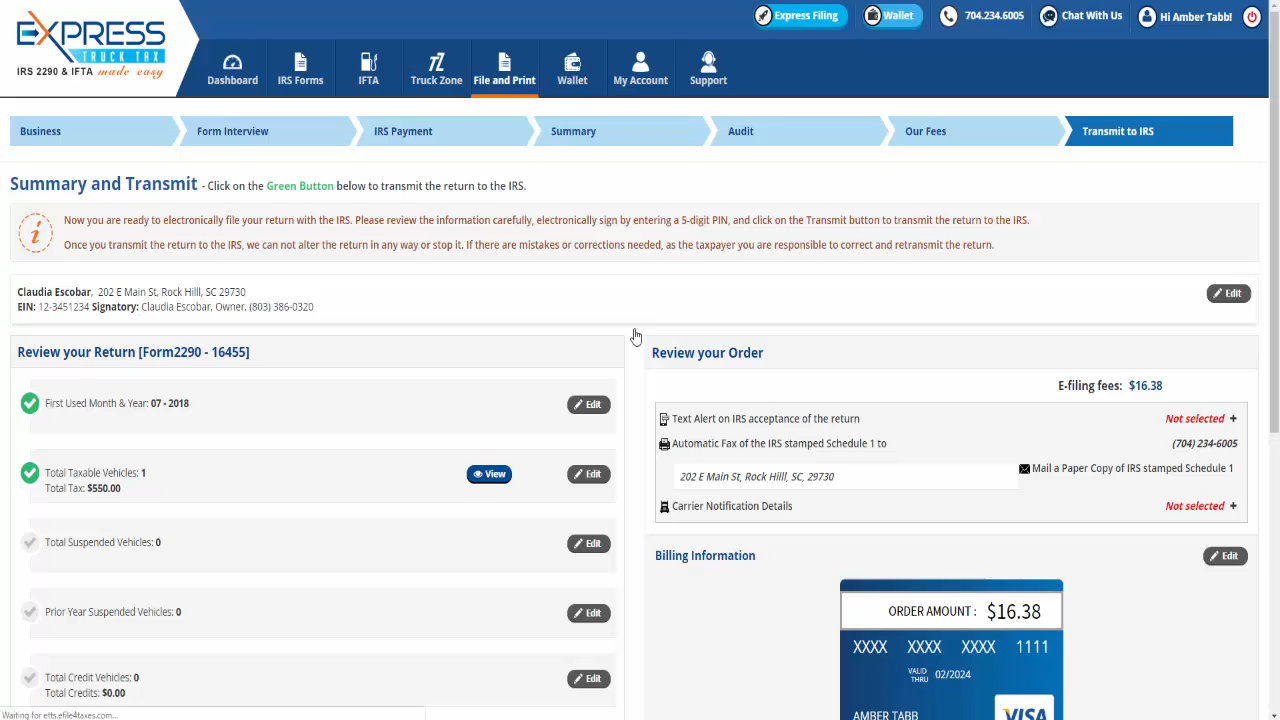 EXPRESS
TRUCK TAX
IRS 2290 & IFTA made easy
Express Filing
Wallet
704.234.6005
Chat With Us
Hi Amber Tabb!
Dashboard
IRS Forms
IFTA
Truck Zone
File and Print
Wallet
My Account
Support
Business
Form Interview
IRS Payment
Summary
Audit
Our Fees
Transmit to IRS
Summary and Transmit - Click on the Green Button below to transmit the return to the IRS.
Now you are ready to electronically file your return with the IRS. Please review the information carefully, electronically sign by entering a 5-digit PIN, and click on the Transmit button to transmit the return to the IRS.
Once you transmit the return to the IRS, we can not alter the return in any way or stop it. If there are mistakes or corrections needed, as the taxpayer you are responsible to correct and retransmit the return.
Claudia Escobar, 202 E Main St, Rock Hilll, SC 29730
EIN: 12-3451234 Signatory: Claudia Escobar, Owner, (803) 386-0320
Edit
Review your Return [Form2290 - 16455]
First Used Month & Year: 07 - 2018
Edit
Total Taxable Vehicles: 1
Total Tax: $550.00
View
Edit
Total Suspended Vehicles: 0
Edit
Prior Year Suspended Vehicles: 0
Edit
Total Credit Vehicles: 0
Total Credits: $0.00
Edit
Review your Order
E-filing fees: $16.38
Text Alert on IRS acceptance of the return Not selected +
Automatic Fax of the IRS stamped Schedule 1 to (704) 234-6005
Mail a Paper Copy of IRS stamped Schedule 1
202 E Main St, Rock Hilll, SC, 29730
Carrier Notification Details Not selected +
Billing Information
Edit
ORDER AMOUNT : $16.38
XXXX XXXX XXXX 1111
VALID THRU 02/2024
AMBER TABB
VISA
Waiting for etts.efile4taxes.com...